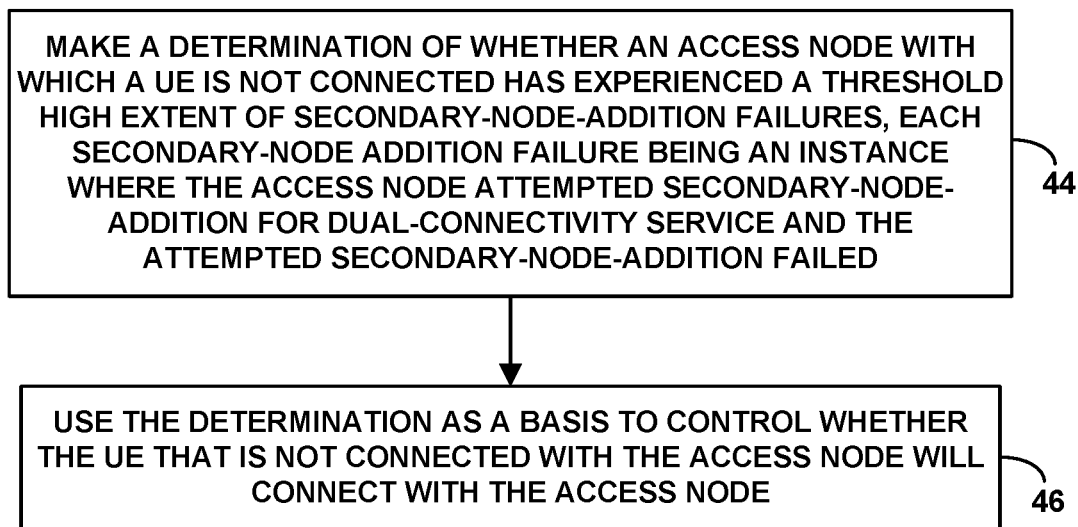 MAKE A DETERMINATION OF WHETHER AN ACCESS NODE WITH
WHICH A UE IS NOT CONNECTED HAS EXPERIENCED A THRESHOLD
HIGH EXTENT OF SECONDARY-NODE-ADDITION FAILURES, EACH
SECONDARY-NODE ADDITION FAILURE BEING AN INSTANCE
WHERE THE ACCESS NODE ATTEMPTED SECONDARY-NODE-
ADDITION FOR DUAL-CONNECTIVITY SERVICE AND THE
ATTEMPTED SECONDARY-NODE-ADDITION FAILED
44
USE THE DETERMINATION AS A BASIS TO CONTROL WHETHER
THE UE THAT IS NOT CONNECTED WITH THE ACCESS NODE WILL
CONNECT WITH THE ACCESS NODE
46